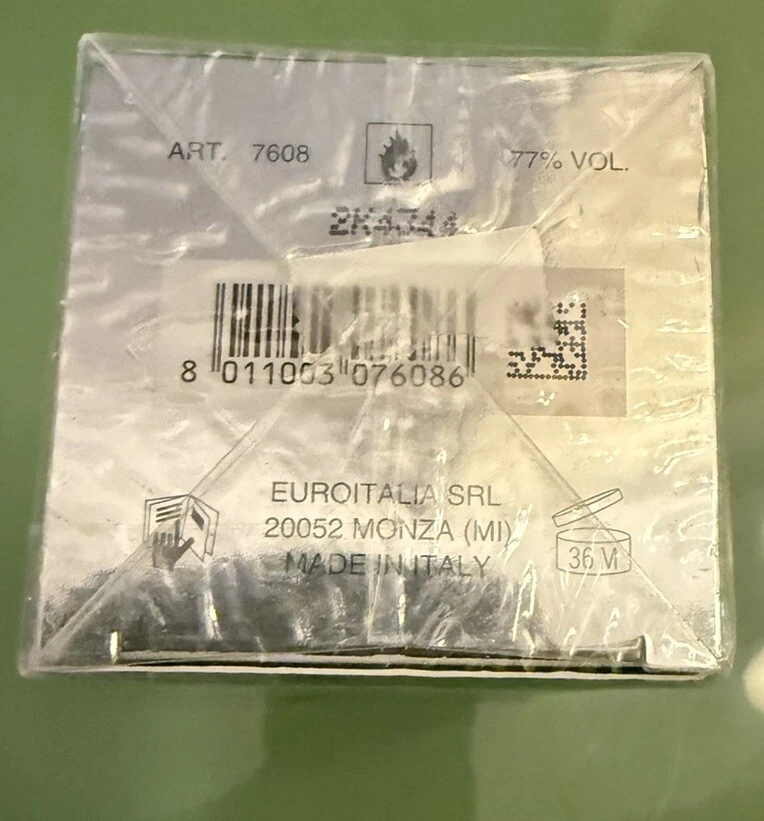 ART. 7608
77% VOL.
8 011003 076086
EUROITALIA SRL
20052 MONZA (MI)
MADE IN ITALY
36 M